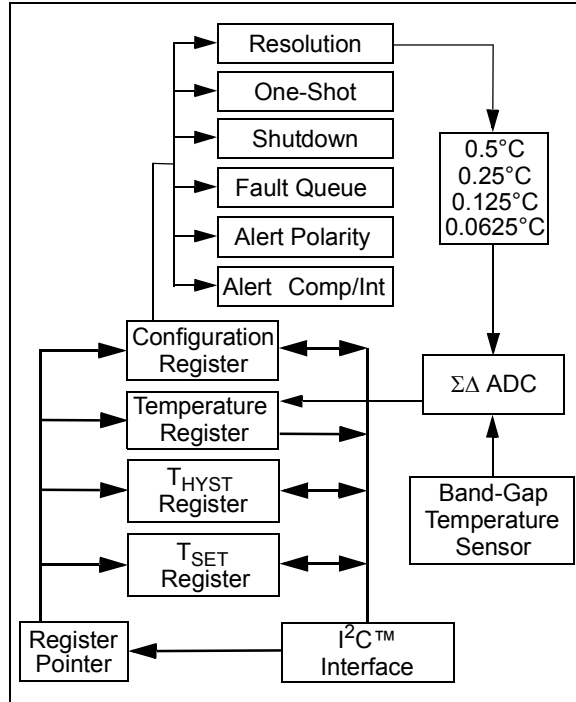 Resolution
One-Shot
Shutdown
Fault Queue
Alert Polarity
Alert Comp/Int
0.5°C
0.25°C
0.125°C
0.0625°C
Configuration
Register
ΣΔ ADC
Temperature
Register
THYST
Register
Band-Gap
Temperature
Sensor
TSET
Register
Register
Pointer
I²C™
Interface